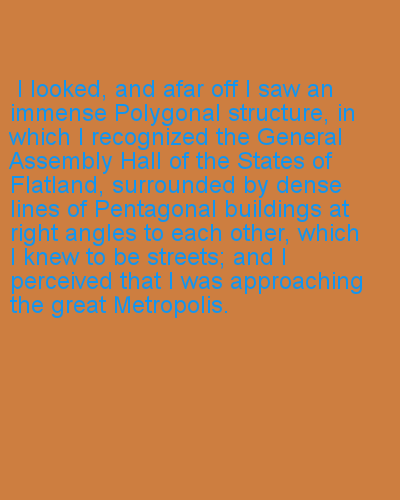 I looked, and afar off I saw an
immense Polygonal structure, in
which I recognized the General
Assembly Hall of the States of
Flatland, surrounded by dense
lines of Pentagonal buildings at
right angles to each other, which
I knew to be streets; and I
perceived that I was approaching
the great Metropolis.